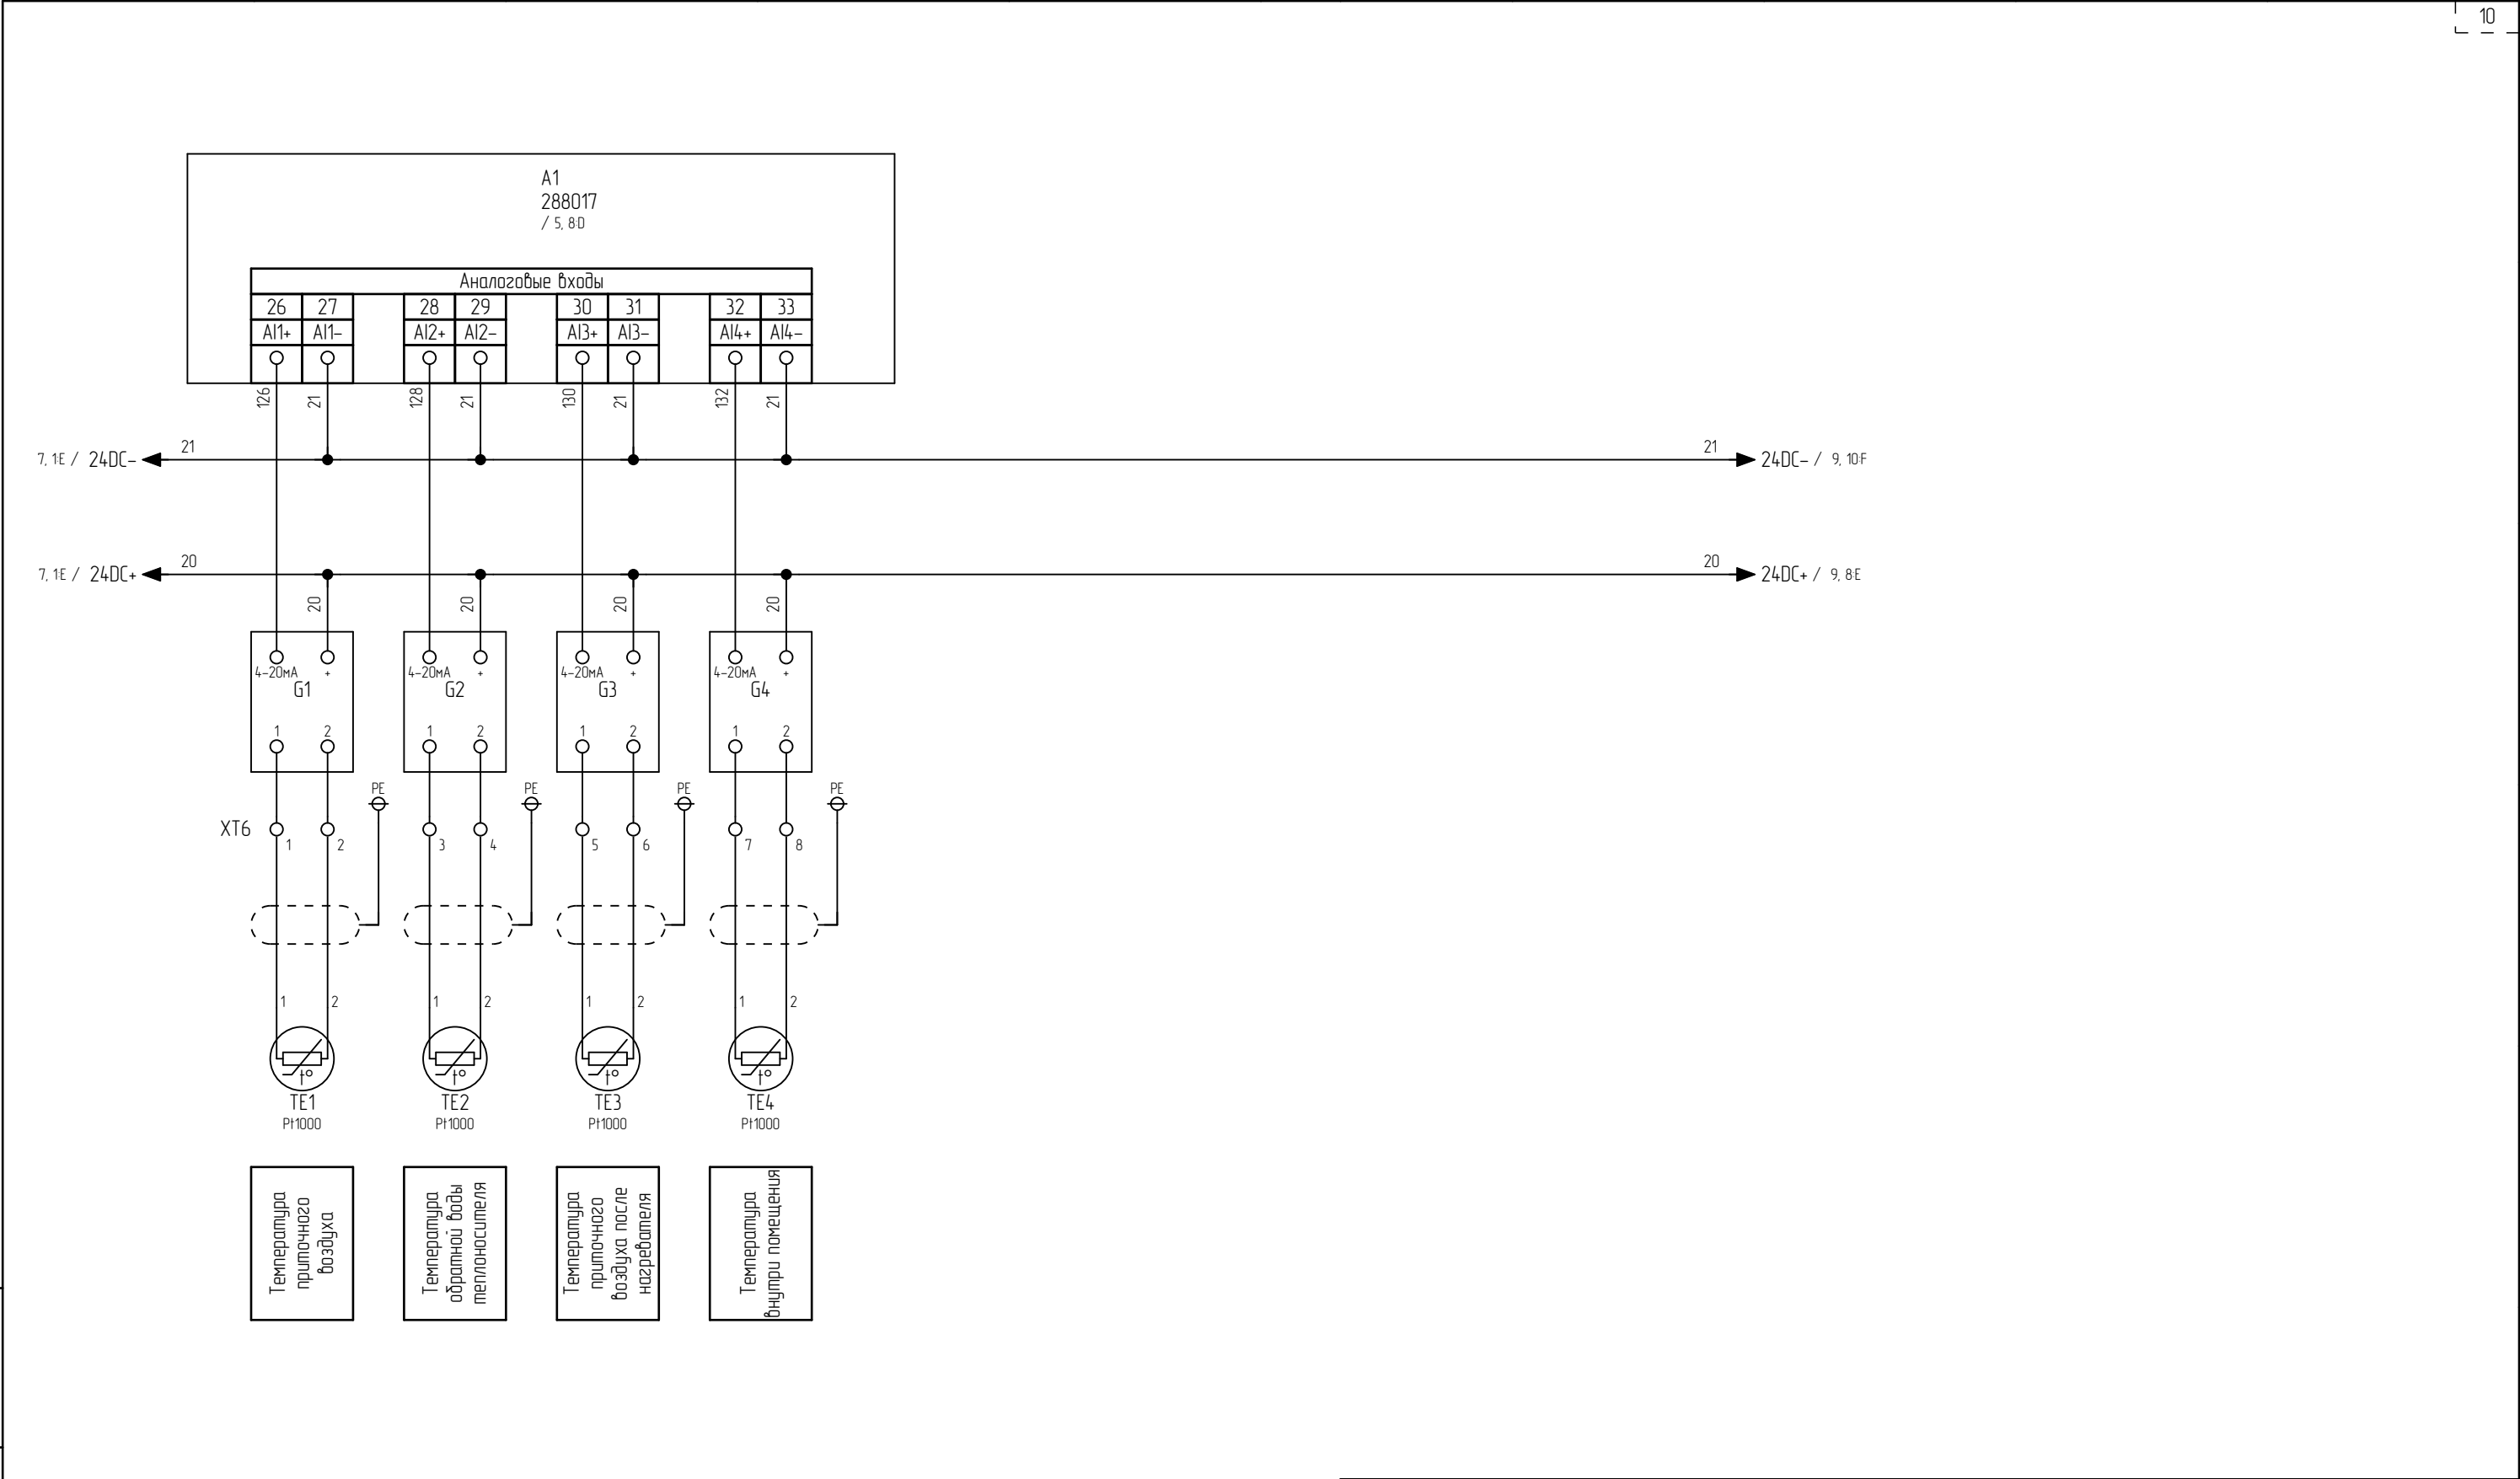 10
A1
288017
/ 5, 8:D
Аналоговые входы
26 27 28 29 30 31 32 33
AI1+ AI1– AI2+ AI2– AI3+ AI3– AI4+ AI4–
126 21 128 21 130 21 132 21
7, 1:E / 24DC– 21 21 24DC– / 9, 10:F
7, 1:E / 24DC+ 20 20 24DC+ / 9, 8:E
20 20 20 20
4–20мА + 4–20мА + 4–20мА + 4–20мА +
G1 G2 G3 G4
1 2 1 2 1 2 1 2
PE PE PE PE
XT6
1 2 3 4 5 6 7 8
1 2 1 2 1 2 1 2
t° t° t° t°
TE1 TE2 TE3 TE4
Pt1000 Pt1000 Pt1000 Pt1000
Температура
приточного
воздуха
Температура
обратной воды
теплоносителя
Температура
приточного
воздуха после
нагревателя
Температура
внутри помещения